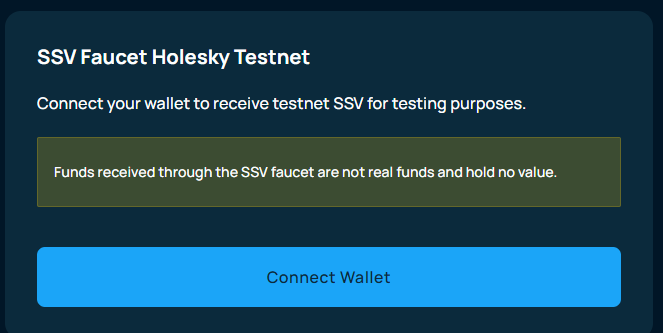 SSV Faucet Holesky Testnet
Connect your wallet to receive testnet SSV for testing purposes.
Funds received through the SSV faucet are not real funds and hold no value.
Connect Wallet